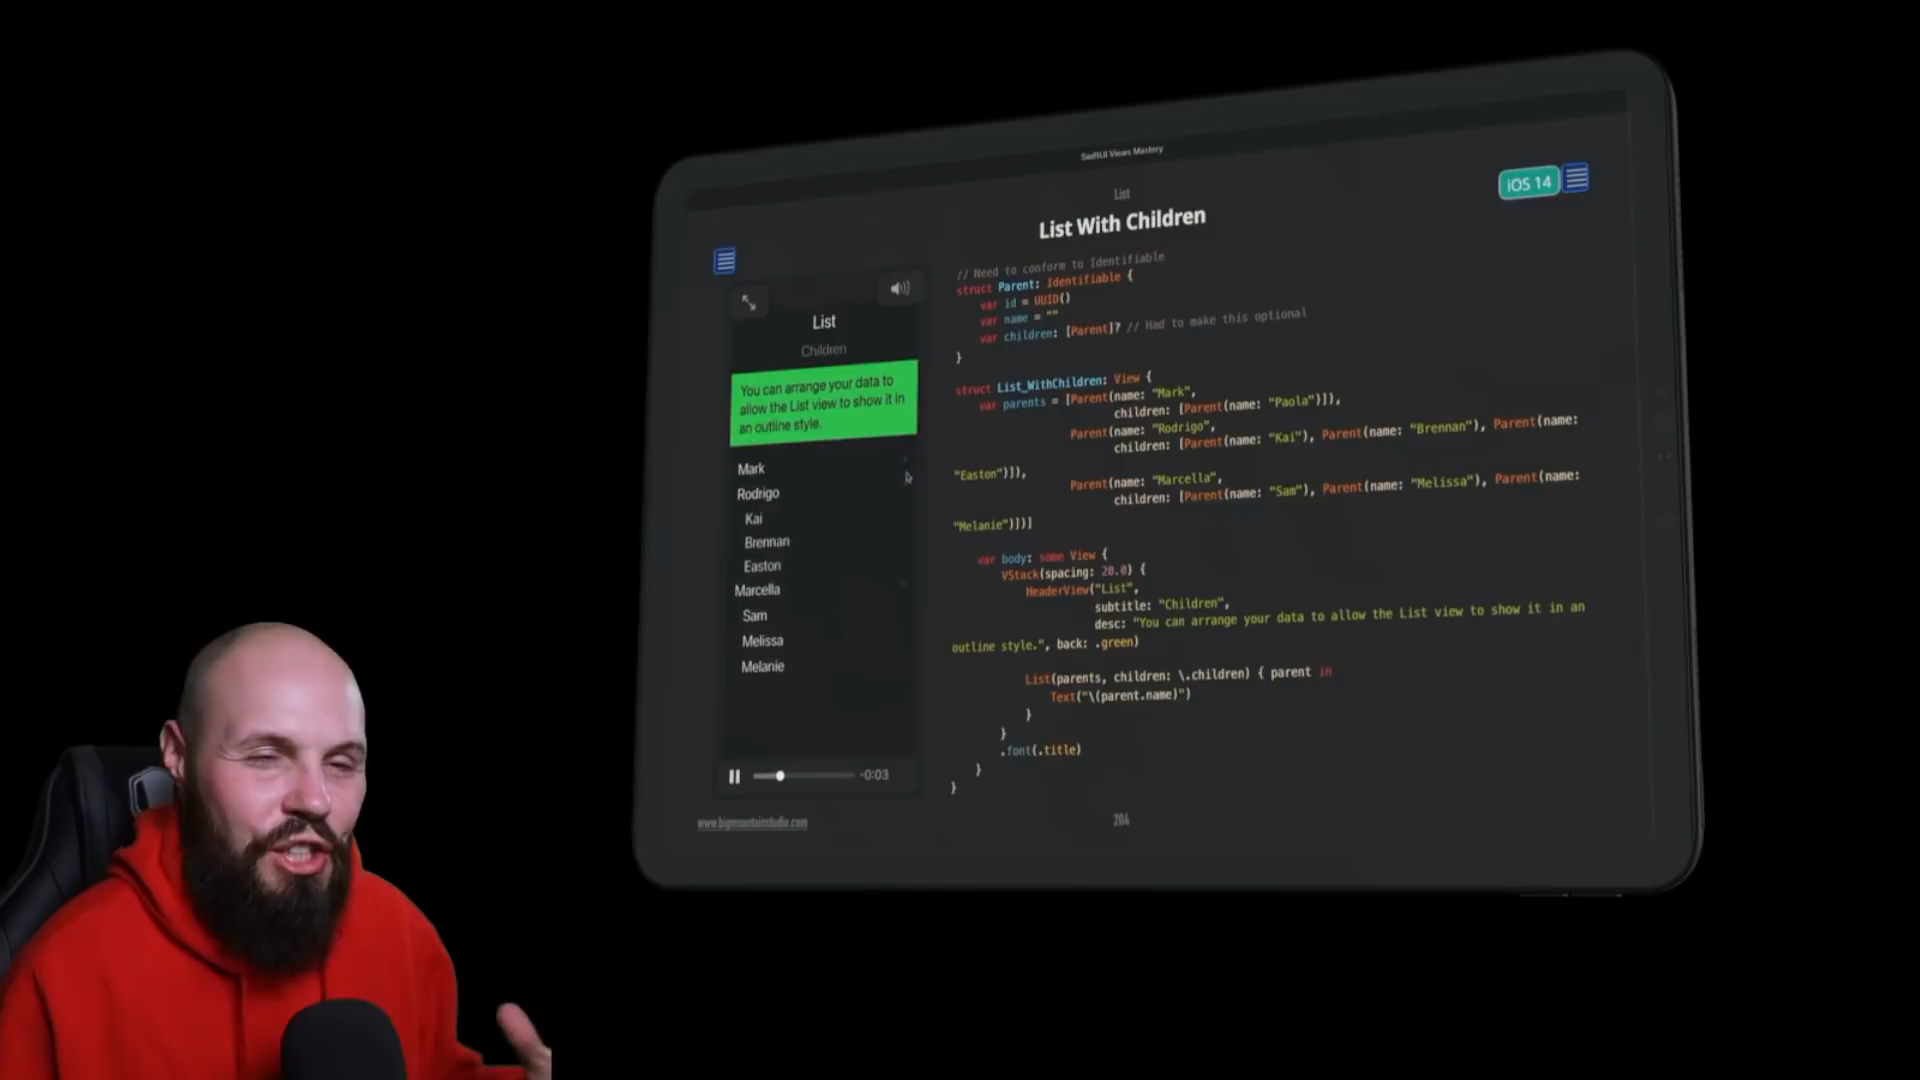 SwiftUI Views Mastery
List
List With Children
iOS 14
List
Children
You can arrange your data to
allow the List view to show it in
an outline style.
Mark
Rodrigo
Kai
Brennan
Easton
Marcella
Sam
Melissa
Melanie
-0:03
// Need to conform to Identifiable
struct Parent: Identifiable {
var id = UUID()
var name = ""
var children: [Parent]? // Had to make this optional
}
struct List_WithChildren: View {
var parents = [Parent(name: "Mark",
children: [Parent(name: "Paola")]),
Parent(name: "Rodrigo",
children: [Parent(name: "Kai"), Parent(name: "Brennan"), Parent(name:
"Easton")]),
Parent(name: "Marcella",
children: [Parent(name: "Sam"), Parent(name: "Melissa"), Parent(name:
"Melanie")])]
var body: some View {
VStack(spacing: 20.0) {
HeaderView("List",
subtitle: "Children",
desc: "You can arrange your data to allow the List view to show it in an
outline style.", back: .green)
List(parents, children: \.children) { parent in
Text("\(parent.name)")
}
}
.font(.title)
}
}
www.bigmountainstudio.com
204